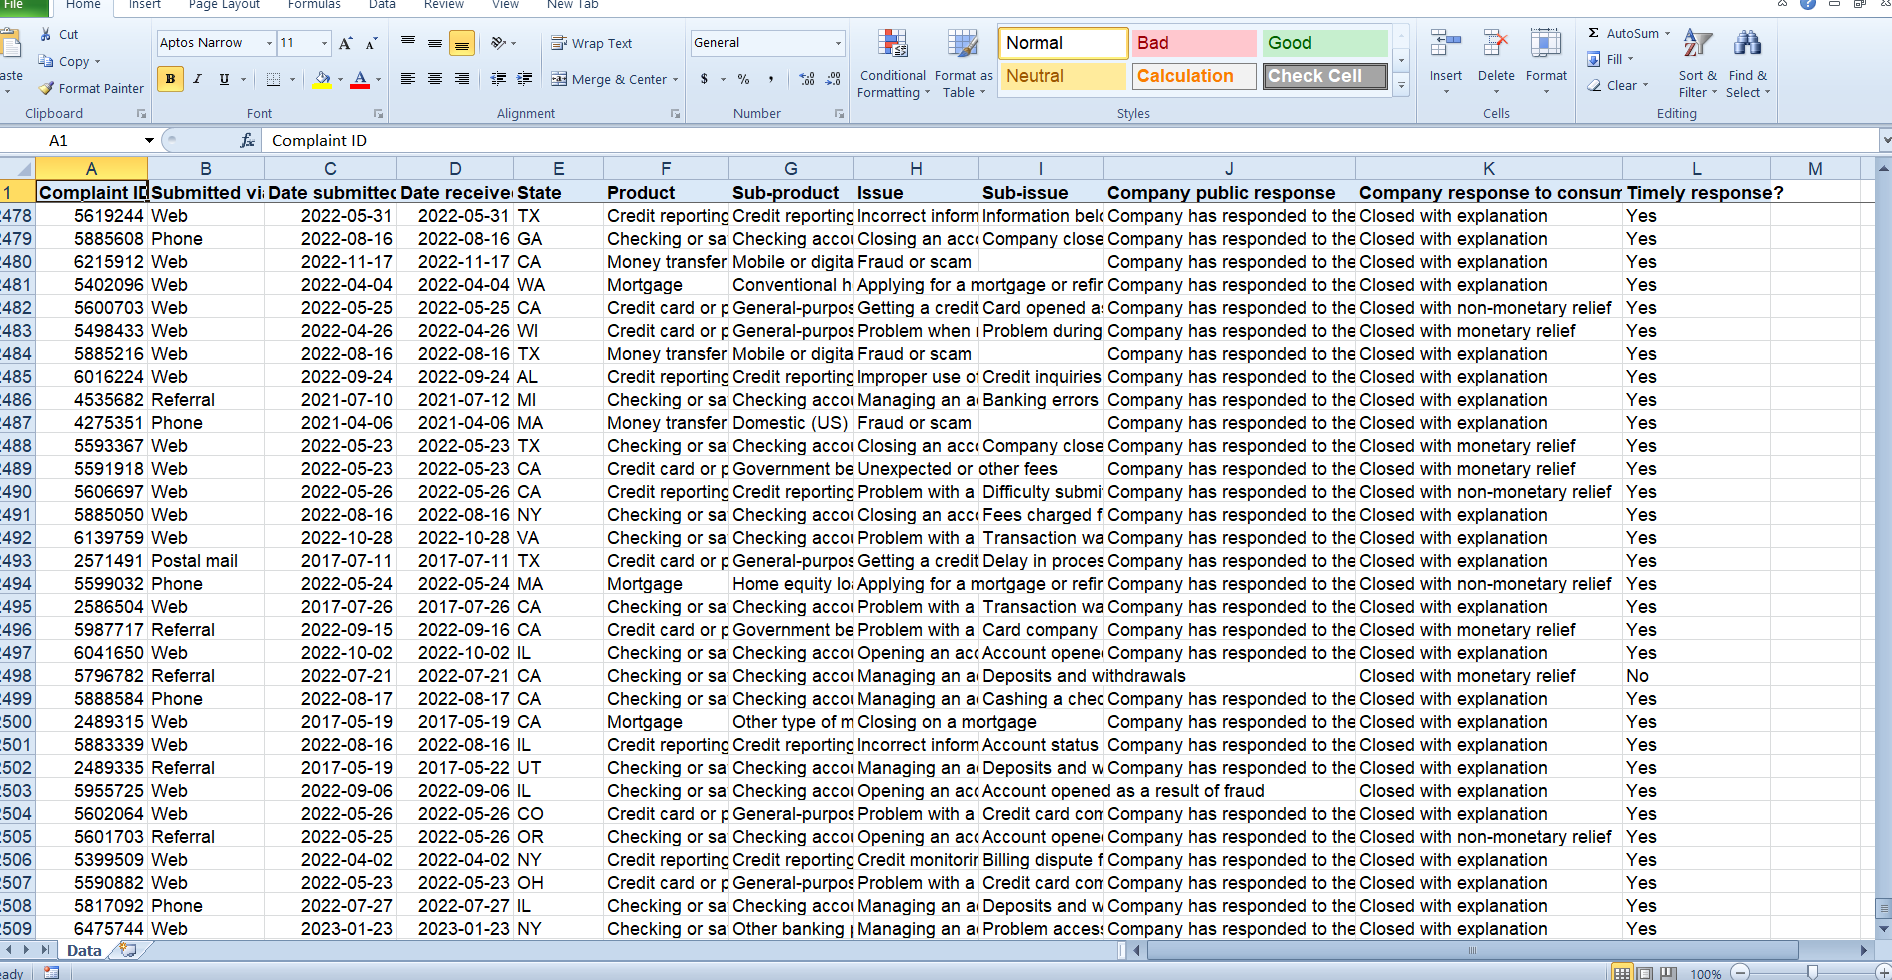 File Home Insert Page Layout Formulas Data Review View New Tab
Cut
Copy
Format Painter
Clipboard
Aptos Narrow 11
B I U
Font
Wrap Text
Merge & Center
Alignment
General
$ % ,
Number
Conditional Formatting
Format as Table
Normal Bad Good
Neutral Calculation Check Cell
Styles
Insert Delete Format
Cells
Σ AutoSum
Fill
Clear
Sort & Filter
Find & Select
Editing
A1 fx Complaint ID
A B C D E F G H I J K L M
1 Complaint ID Submitted via Date submitted Date received State Product Sub-product Issue Sub-issue Company public response Company response to consum Timely response?
2478 5619244 Web 2022-05-31 2022-05-31 TX Credit reporting Credit reporting Incorrect inform Information belo Company has responded to the Closed with explanation Yes
2479 5885608 Phone 2022-08-16 2022-08-16 GA Checking or sa Checking accou Closing an acco Company close Company has responded to the Closed with explanation Yes
2480 6215912 Web 2022-11-17 2022-11-17 CA Money transfer Mobile or digita Fraud or scam Company has responded to the Closed with explanation Yes
2481 5402096 Web 2022-04-04 2022-04-04 WA Mortgage Conventional h Applying for a mortgage or refin Company has responded to the Closed with explanation Yes
2482 5600703 Web 2022-05-25 2022-05-25 CA Credit card or p General-purpos Getting a credit Card opened as Company has responded to the Closed with non-monetary relief Yes
2483 5498433 Web 2022-04-26 2022-04-26 WI Credit card or p General-purpos Problem when Problem during Company has responded to the Closed with monetary relief Yes
2484 5885216 Web 2022-08-16 2022-08-16 TX Money transfer Mobile or digita Fraud or scam Company has responded to the Closed with explanation Yes
2485 6016224 Web 2022-09-24 2022-09-24 AL Credit reporting Credit reporting Improper use of Credit inquiries Company has responded to the Closed with explanation Yes
2486 4535682 Referral 2021-07-10 2021-07-12 MI Checking or sa Checking accou Managing an a Banking errors Company has responded to the Closed with explanation Yes
2487 4275351 Phone 2021-04-06 2021-04-06 MA Money transfer Domestic (US) Fraud or scam Company has responded to the Closed with explanation Yes
2488 5593367 Web 2022-05-23 2022-05-23 TX Checking or sa Checking accou Closing an acco Company close Company has responded to the Closed with monetary relief Yes
2489 5591918 Web 2022-05-23 2022-05-23 CA Credit card or p Government be Unexpected or other fees Company has responded to the Closed with monetary relief Yes
2490 5606697 Web 2022-05-26 2022-05-26 CA Credit reporting Credit reporting Problem with a Difficulty submi Company has responded to the Closed with non-monetary relief Yes
2491 5885050 Web 2022-08-16 2022-08-16 NY Checking or sa Checking accou Closing an acco Fees charged f Company has responded to the Closed with explanation Yes
2492 6139759 Web 2022-10-28 2022-10-28 VA Checking or sa Checking accou Problem with a Transaction wa Company has responded to the Closed with explanation Yes
2493 2571491 Postal mail 2017-07-11 2017-07-11 TX Credit card or p General-purpos Getting a credit Delay in proces Company has responded to the Closed with explanation Yes
2494 5599032 Phone 2022-05-24 2022-05-24 MA Mortgage Home equity lo Applying for a mortgage or refin Company has responded to the Closed with non-monetary relief Yes
2495 2586504 Web 2017-07-26 2017-07-26 CA Checking or sa Checking accou Problem with a Transaction wa Company has responded to the Closed with explanation Yes
2496 5987717 Referral 2022-09-15 2022-09-16 CA Credit card or p Government be Problem with a Card company Company has responded to the Closed with monetary relief Yes
2497 6041650 Web 2022-10-02 2022-10-02 IL Checking or sa Checking accou Opening an acc Account opene Company has responded to the Closed with explanation Yes
2498 5796782 Referral 2022-07-21 2022-07-21 CA Checking or sa Checking accou Managing an a Deposits and withdrawals Closed with monetary relief No
2499 5888584 Phone 2022-08-17 2022-08-17 CA Checking or sa Checking accou Managing an a Cashing a chec Company has responded to the Closed with explanation Yes
2500 2489315 Web 2017-05-19 2017-05-19 CA Mortgage Other type of m Closing on a mortgage Company has responded to the Closed with explanation Yes
2501 5883339 Web 2022-08-16 2022-08-16 IL Credit reporting Credit reporting Incorrect inform Account status Company has responded to the Closed with explanation Yes
2502 2489335 Referral 2017-05-19 2017-05-22 UT Checking or sa Checking accou Managing an a Deposits and w Company has responded to the Closed with explanation Yes
2503 5955725 Web 2022-09-06 2022-09-06 IL Checking or sa Checking accou Opening an acc Account opened as a result of fraud Closed with explanation Yes
2504 5602064 Web 2022-05-26 2022-05-26 CO Credit card or p General-purpos Problem with a Credit card com Company has responded to the Closed with explanation Yes
2505 5601703 Referral 2022-05-25 2022-05-26 OR Checking or sa Checking accou Opening an acc Account opene Company has responded to the Closed with non-monetary relief Yes
2506 5399509 Web 2022-04-02 2022-04-02 NY Credit reporting Credit reporting Credit monitorin Billing dispute f Company has responded to the Closed with explanation Yes
2507 5590882 Web 2022-05-23 2022-05-23 OH Credit card or p General-purpos Problem with a Credit card com Company has responded to the Closed with explanation Yes
2508 5817092 Phone 2022-07-27 2022-07-27 IL Checking or sa Checking accou Managing an a Deposits and w Company has responded to the Closed with explanation Yes
2509 6475744 Web 2023-01-23 2023-01-23 NY Checking or sa Other banking Managing an a Problem access Company has responded to the Closed with explanation Yes
Data
eady 100%